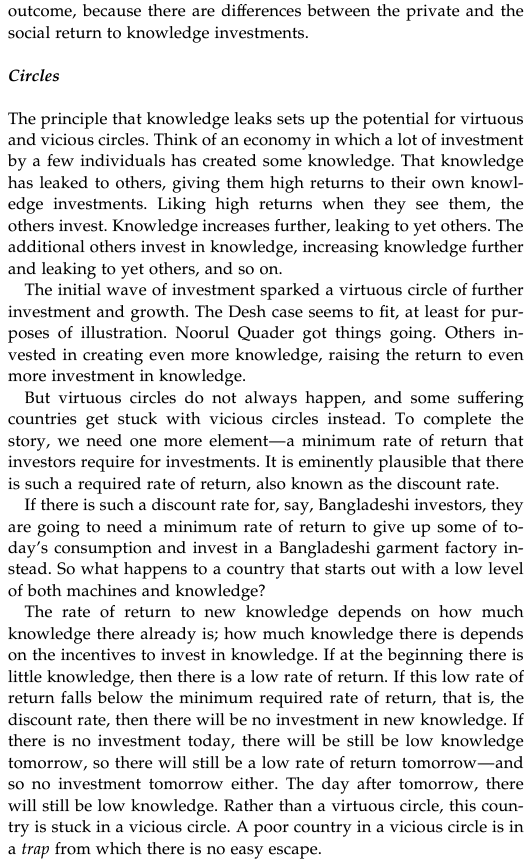 outcome, because there are differences between the private and the
social return to knowledge investments.
Circles
The principle that knowledge leaks sets up the potential for virtuous
and vicious circles. Think of an economy in which a lot of investment
by a few individuals has created some knowledge. That knowledge
has leaked to others, giving them high returns to their own knowl-
edge investments. Liking high returns when they see them, the
others invest. Knowledge increases further, leaking to yet others. The
additional others invest in knowledge, increasing knowledge further
and leaking to yet others, and so on.
The initial wave of investment sparked a virtuous circle of further
investment and growth. The Desh case seems to fit, at least for pur-
poses of illustration. Noorul Quader got things going. Others in-
vested in creating even more knowledge, raising the return to even
more investment in knowledge.
But virtuous circles do not always happen, and some suffering
countries get stuck with vicious circles instead. To complete the
story, we need one more element—a minimum rate of return that
investors require for investments. It is eminently plausible that there
is such a required rate of return, also known as the discount rate.
If there is such a discount rate for, say, Bangladeshi investors, they
are going to need a minimum rate of return to give up some of to-
day's consumption and invest in a Bangladeshi garment factory in-
stead. So what happens to a country that starts out with a low level
of both machines and knowledge?
The rate of return to new knowledge depends on how much
knowledge there already is; how much knowledge there is depends
on the incentives to invest in knowledge. If at the beginning there is
little knowledge, then there is a low rate of return. If this low rate of
return falls below the minimum required rate of return, that is, the
discount rate, then there will be no investment in new knowledge. If
there is no investment today, there will be still be low knowledge
tomorrow, so there will still be a low rate of return tomorrow—and
so no investment tomorrow either. The day after tomorrow, there
will still be low knowledge. Rather than a virtuous circle, this coun-
try is stuck in a vicious circle. A poor country in a vicious circle is in
a trap from which there is no easy escape.